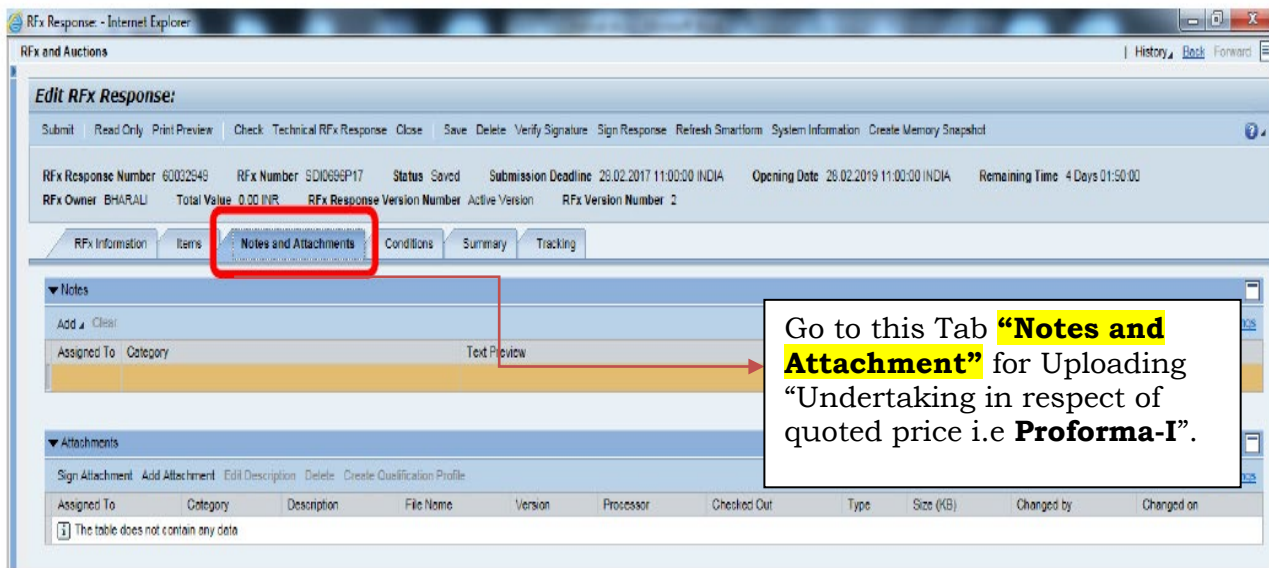 RFx Response: - Internet Explorer
RFx and Auctions
| History Back Forward
Edit RFx Response:
Submit | Read Only Print Preview | Check Technical RFx Response Close | Save Delete Verify Signature Sign Response Refresh Smartform System Information Create Memory Snapshot
RFx Response Number 60032949 RFx Number SDI0696P17 Status Saved Submission Deadline 28.02.2017 11:00:00 INDIA Opening Date 28.02.2019 11:00:00 INDIA Remaining Time 4 Days 01:50:00
RFx Owner BHARALI Total Value 0.00 INR RFx Response Version Number Active Version RFx Version Number 2
RFx Information Items Notes and Attachments Conditions Summary Tracking
Notes
Add Clear
Assigned To Category Text Preview
Go to this Tab “Notes and
Attachment” for Uploading
“Undertaking in respect of
quoted price i.e Proforma-I”.
Attachments
Sign Attachment Add Attachment Edit Description Delete Create Qualification Profile
Assigned To Category Description File Name Version Processor Checked Out Type Size (KB) Changed by Changed on
The table does not contain any data